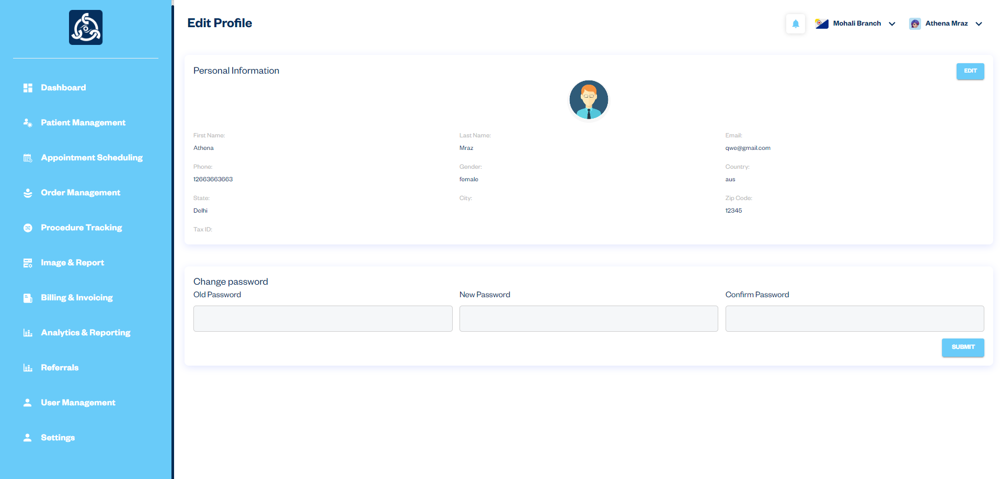 Edit Profile
Mohali Branch
Athena Mraz
Dashboard
Patient Management
Appointment Scheduling
Order Management
Procedure Tracking
Image & Report
Billing & Invoicing
Analytics & Reporting
Referrals
User Management
Settings
Personal Information
EDIT
First Name:
Athena
Last Name:
Mraz
Email:
qwe@gmail.com
Phone:
12663663663
Gender:
female
Country:
aus
State:
Delhi
City:
Zip Code:
12345
Tax ID:
Change password
Old Password
New Password
Confirm Password
SUBMIT